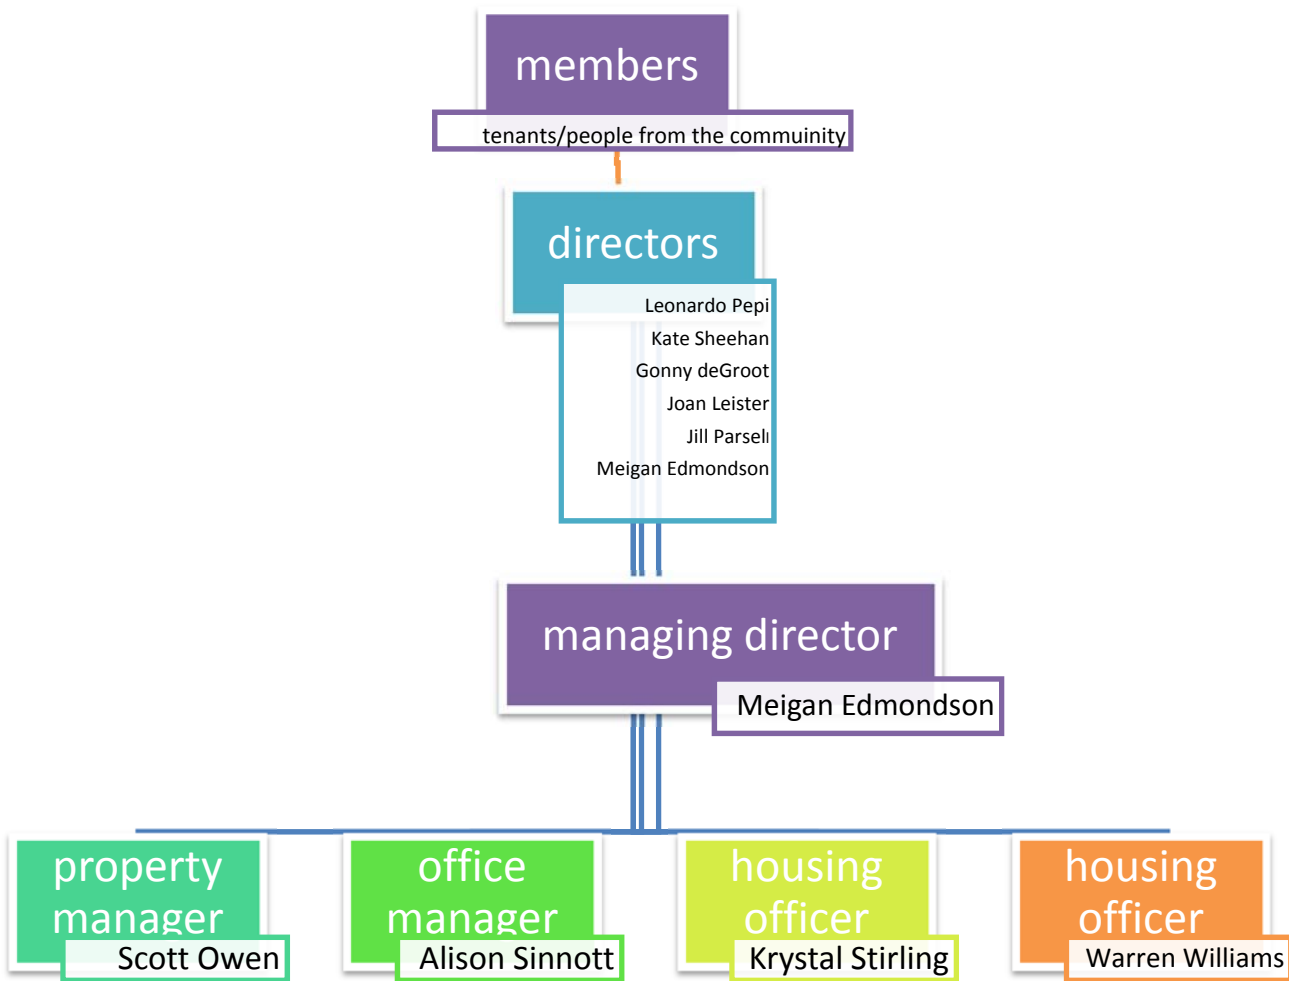 members
tenants/people from the commuinity
directors
Leonardo Pepi
Kate Sheehan
Gonny deGroot
Joan Leister
Jill Parsell
Meigan Edmondson
managing director
Meigan Edmondson
property
manager
Scott Owen
office
manager
Alison Sinnott
housing
officer
Krystal Stirling
housing
officer
Warren Williams